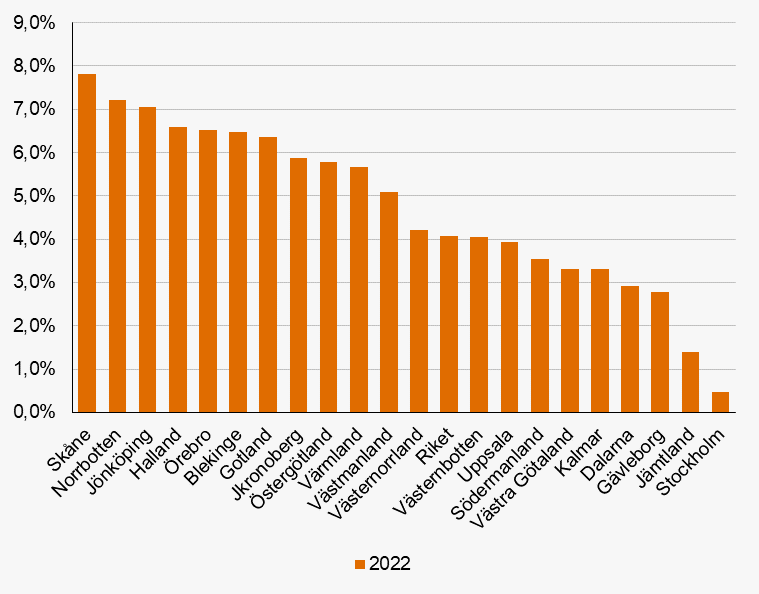 9,0%
8,0%
7,0%
6,0%
5,0%
4,0%
3,0%
2,0%
1,0%
0,0%
Skåne
Norrbotten
Jönköping
Halland
Örebro
Blekinge
Gotland
Jkronoberg
Östergötland
Värmland
Västmanland
Västernorrland
Riket
Västernbotten
Uppsala
Södermanland
Västra Götaland
Kalmar
Dalarna
Gävleborg
Jämtland
Stockholm
2022